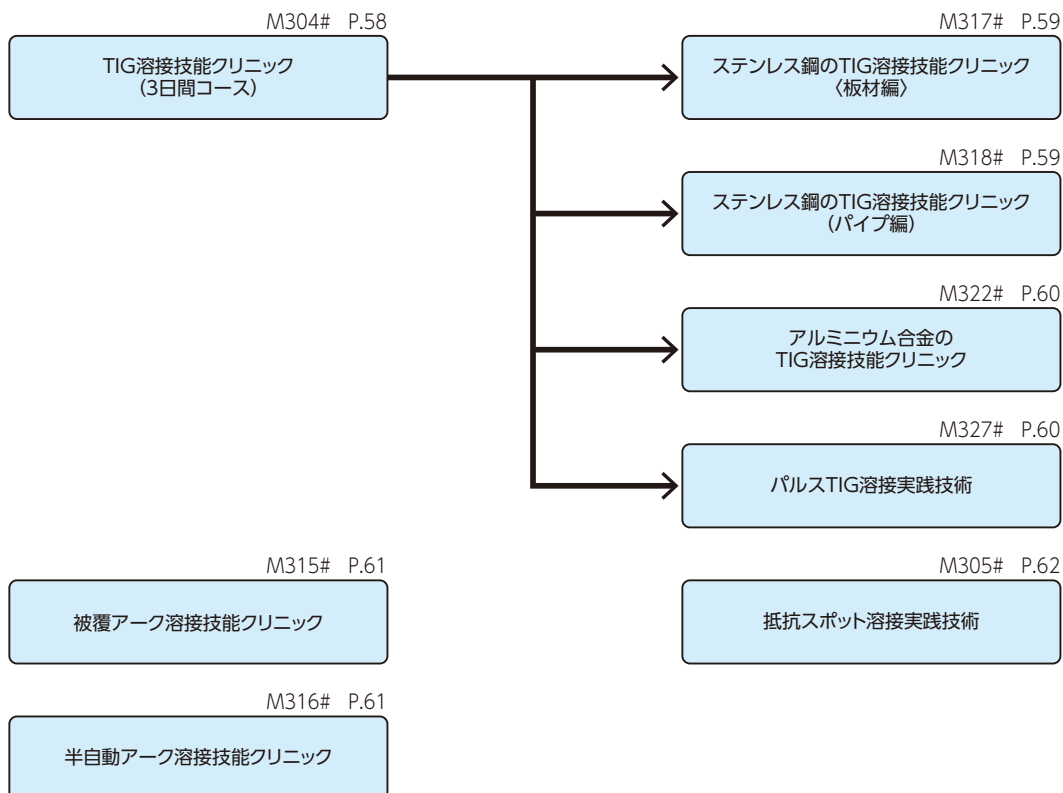 M304# P.58
TIG溶接技能クリニック
(3日間コース)
M317# P.59
ステンレス鋼のTIG溶接技能クリニック
〈板材編〉
M318# P.59
ステンレス鋼のTIG溶接技能クリニック
(パイプ編)
M322# P.60
アルミニウム合金の
TIG溶接技能クリニック
M327# P.60
パルスTIG溶接実践技術
M315# P.61
被覆アーク溶接技能クリニック
M305# P.62
抵抗スポット溶接実践技術
M316# P.61
半自動アーク溶接技能クリニック